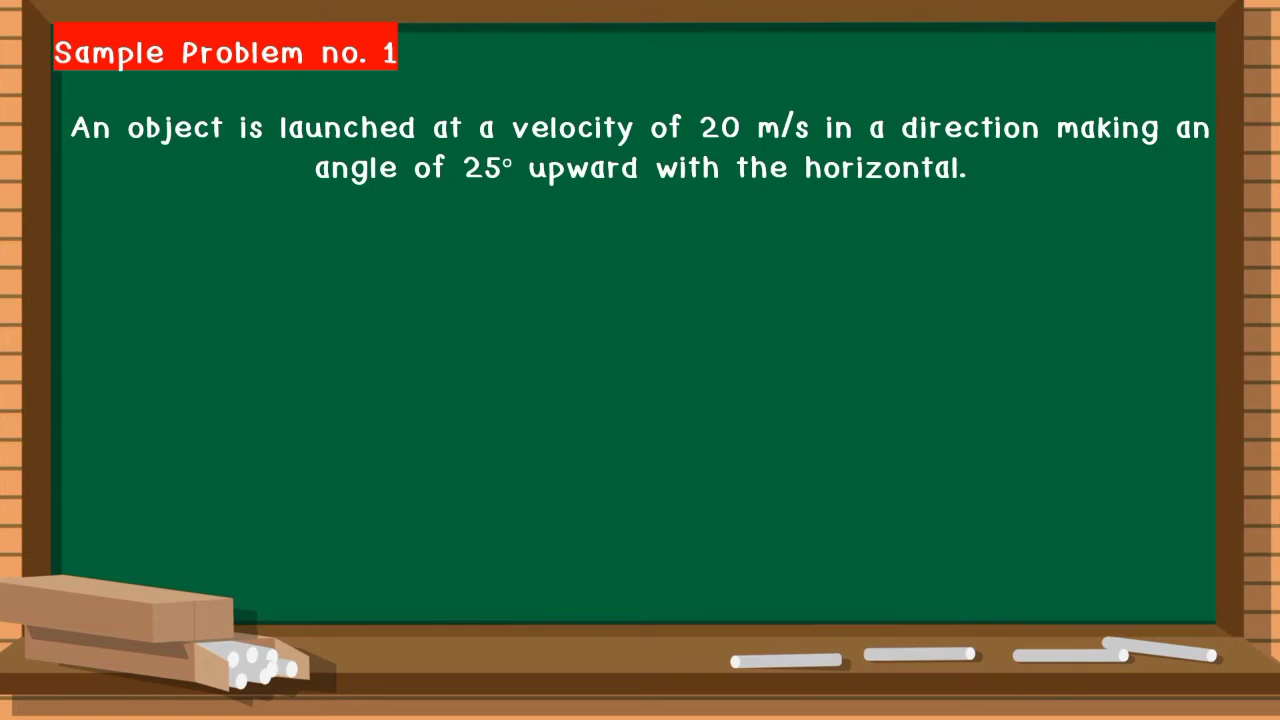 Sample Problem no. 1
An object is launched at a velocity of 20 m/s in a direction making an
angle of 25° upward with the horizontal.